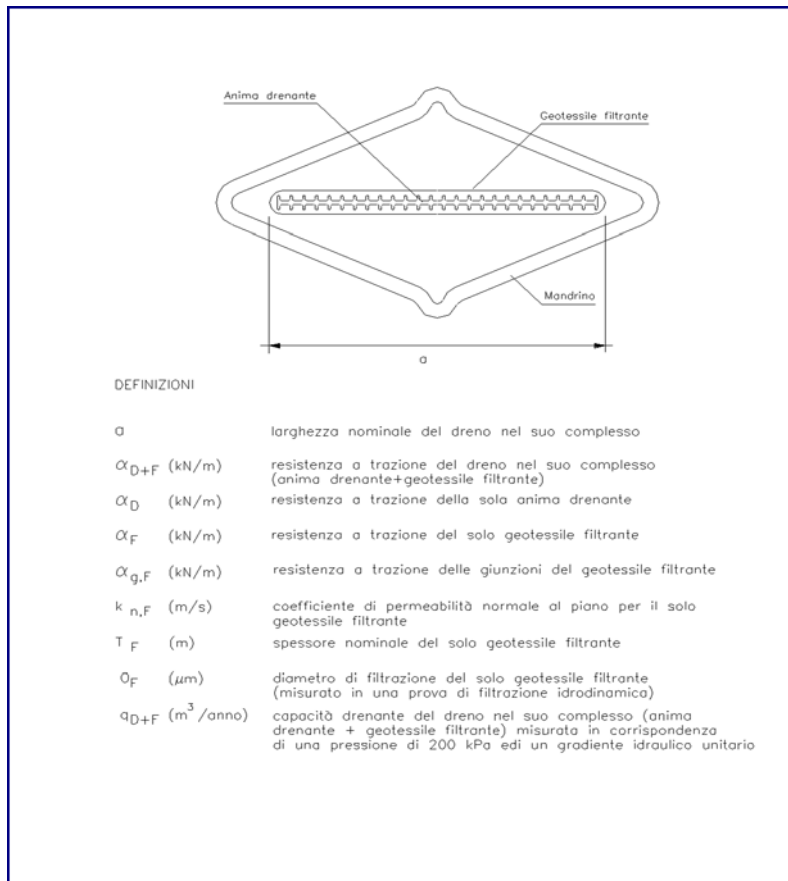 Anima drenante
Geotessile filtrante
Mandrino
a
DEFINIZIONI
a larghezza nominale del dreno nel suo complesso
α D+F (kN/m) resistenza a trazione del dreno nel suo complesso
(anima drenante+geotessile filtrante)
α D (kN/m) resistenza a trazione della sola anima drenante
α F (kN/m) resistenza a trazione del solo geotessile filtrante
α g,F (kN/m) resistenza a trazione delle giunzioni del geotessile filtrante
k n,F (m/s) coefficiente di permeabilità normale al piano per il solo
geotessile filtrante
T F (m) spessore nominale del solo geotessile filtrante
O F (μm) diametro di filtrazione del solo geotessile filtrante
(misurato in una prova di filtrazione idrodinamica)
q D+F (m³/anno) capacità drenante del dreno nel suo complesso (anima
drenante + geotessile filtrante) misurata in corrispondenza
di una pressione di 200 kPa edi un gradiente idraulico unitario